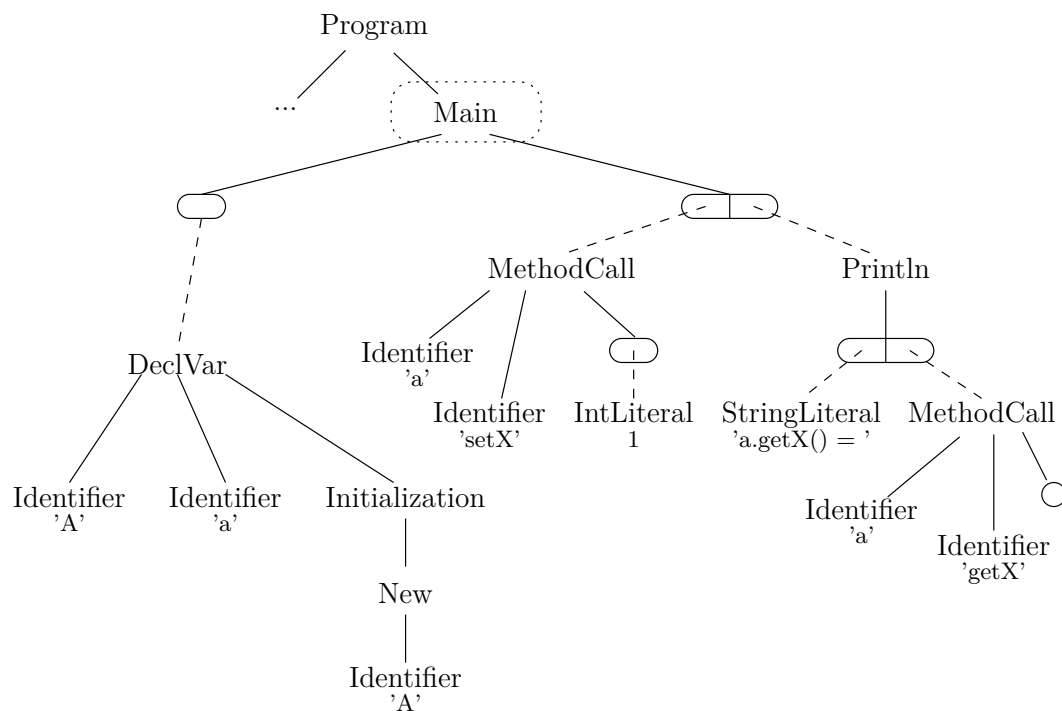 Program
...
Main
MethodCall
Println
DeclVar
Identifier
'a'
Identifier
'setX'
IntLiteral
1
StringLiteral
'a.getX() = '
MethodCall
Identifier
'A'
Identifier
'a'
Initialization
Identifier
'a'
Identifier
'getX'
New
Identifier
'A'